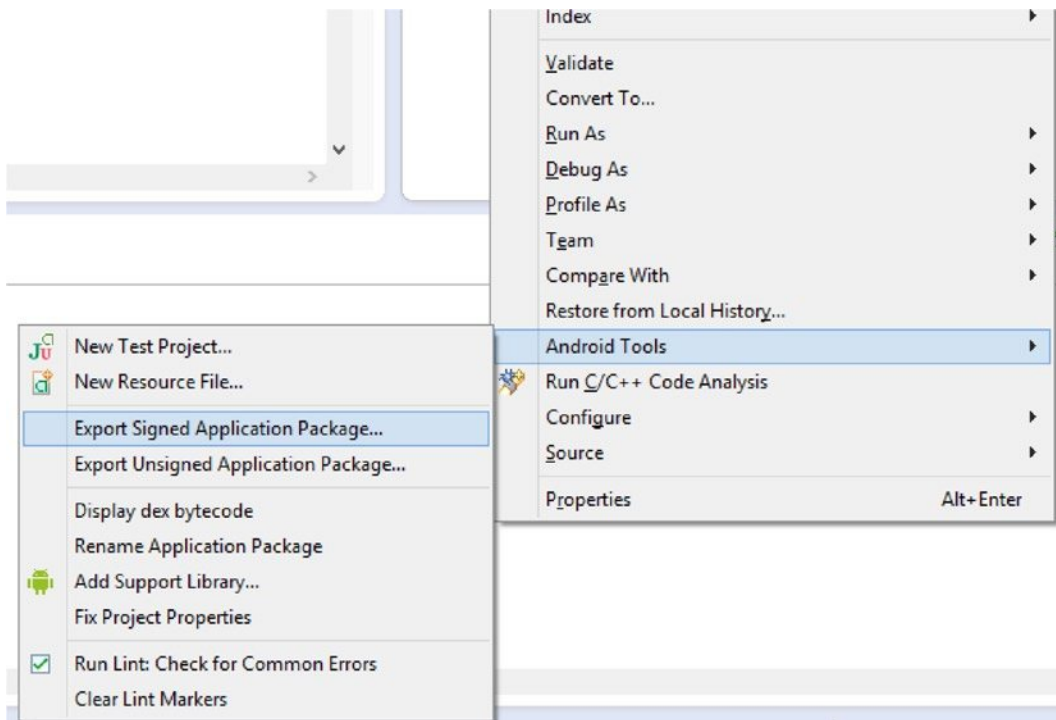 Index
Validate
Convert To...
Run As
Debug As
Profile As
Team
Compare With
Restore from Local History...
Android Tools
Run C/C++ Code Analysis
Configure
Source
Properties Alt+Enter
New Test Project...
New Resource File...
Export Signed Application Package...
Export Unsigned Application Package...
Display dex bytecode
Rename Application Package
Add Support Library...
Fix Project Properties
Run Lint: Check for Common Errors
Clear Lint Markers